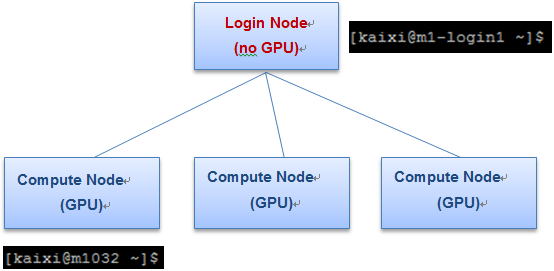 Login Node
(no GPU)
[kaixi@m1-login1 ~]$
Compute Node
(GPU)
Compute Node
(GPU)
Compute Node
(GPU)
[kaixi@m1032 ~]$